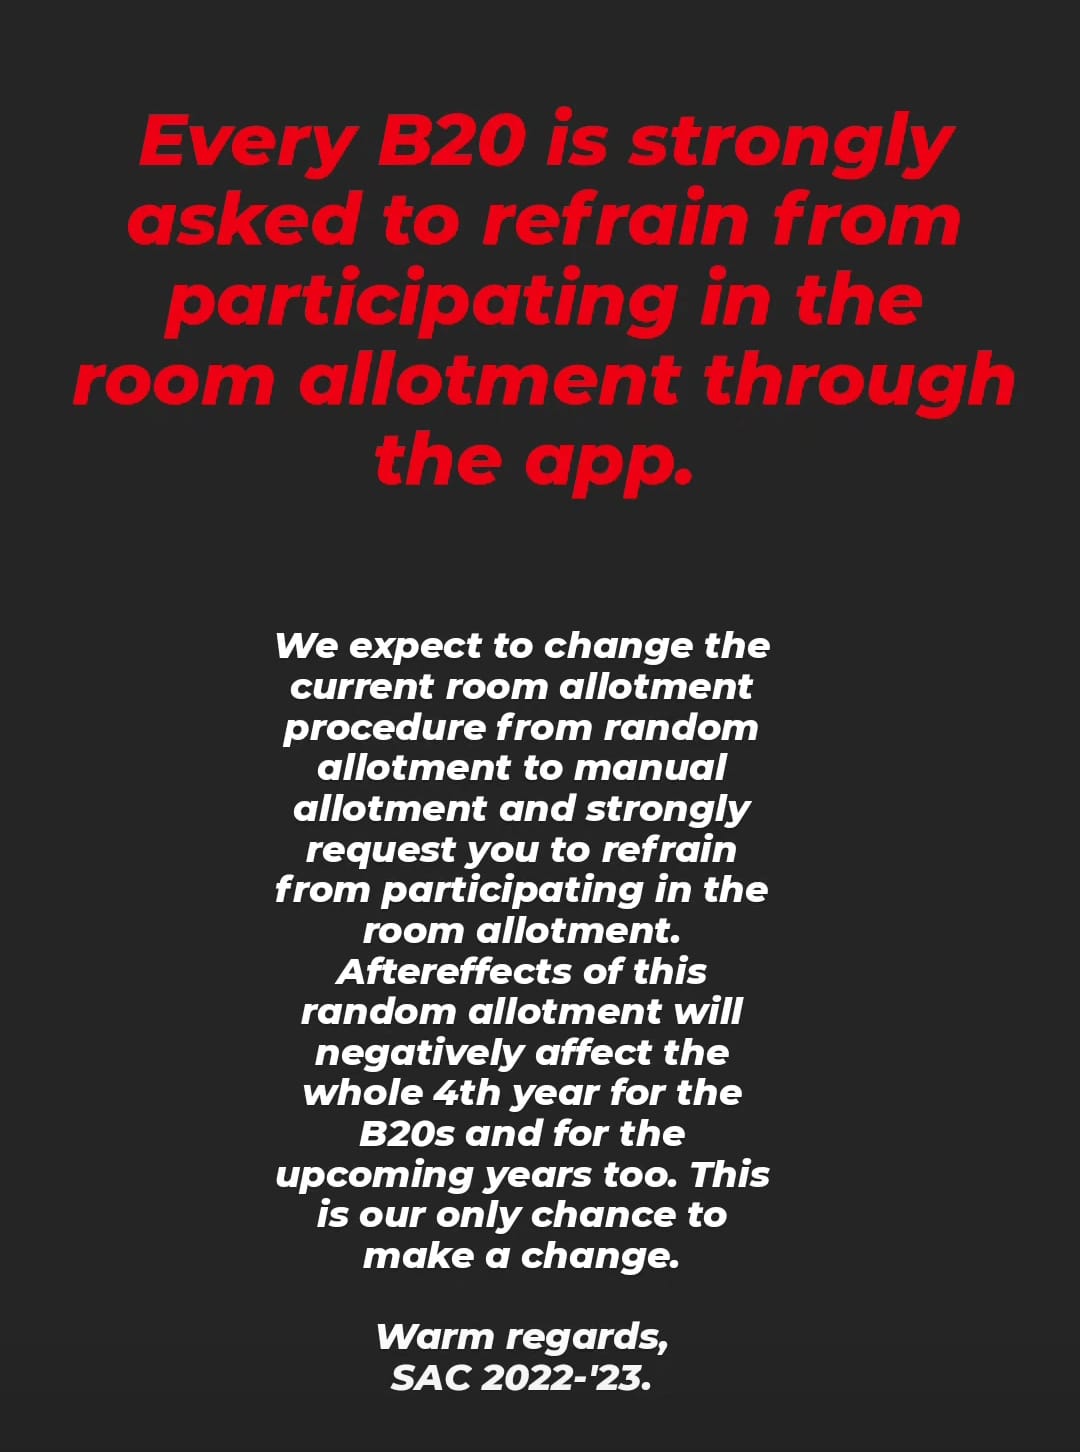 Every B20 is strongly
asked to refrain from
participating in the
room allotment through
the app.
We expect to change the
current room allotment
procedure from random
allotment to manual
allotment and strongly
request you to refrain
from participating in the
room allotment.
Aftereffects of this
random allotment will
negatively affect the
whole 4th year for the
B20s and for the
upcoming years too. This
is our only chance to
make a change.
Warm regards,
SAC 2022-'23.